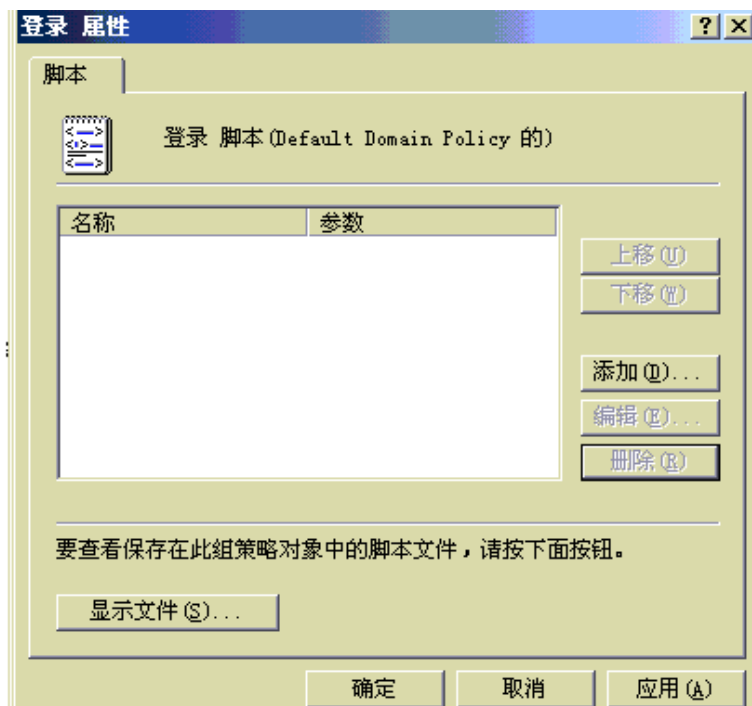 登录 属性
脚本
登录 脚本(Default Domain Policy 的)
名称 参数
上移(U)
下移(W)
添加(D)...
编辑(E)...
删除(R)
要查看保存在此组策略对象中的脚本文件，请按下面按钮。
显示文件(S)...
确定 取消 应用(A)